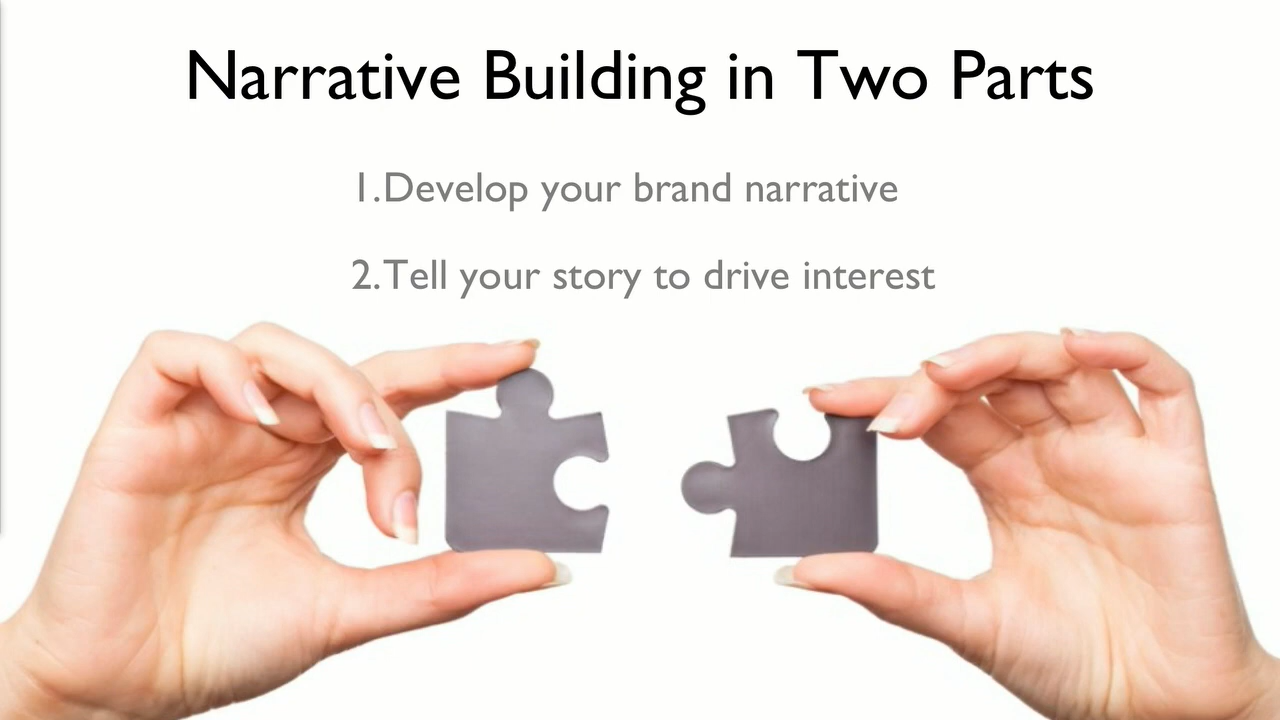 Narrative Building in Two Parts
1.Develop your brand narrative
2.Tell your story to drive interest